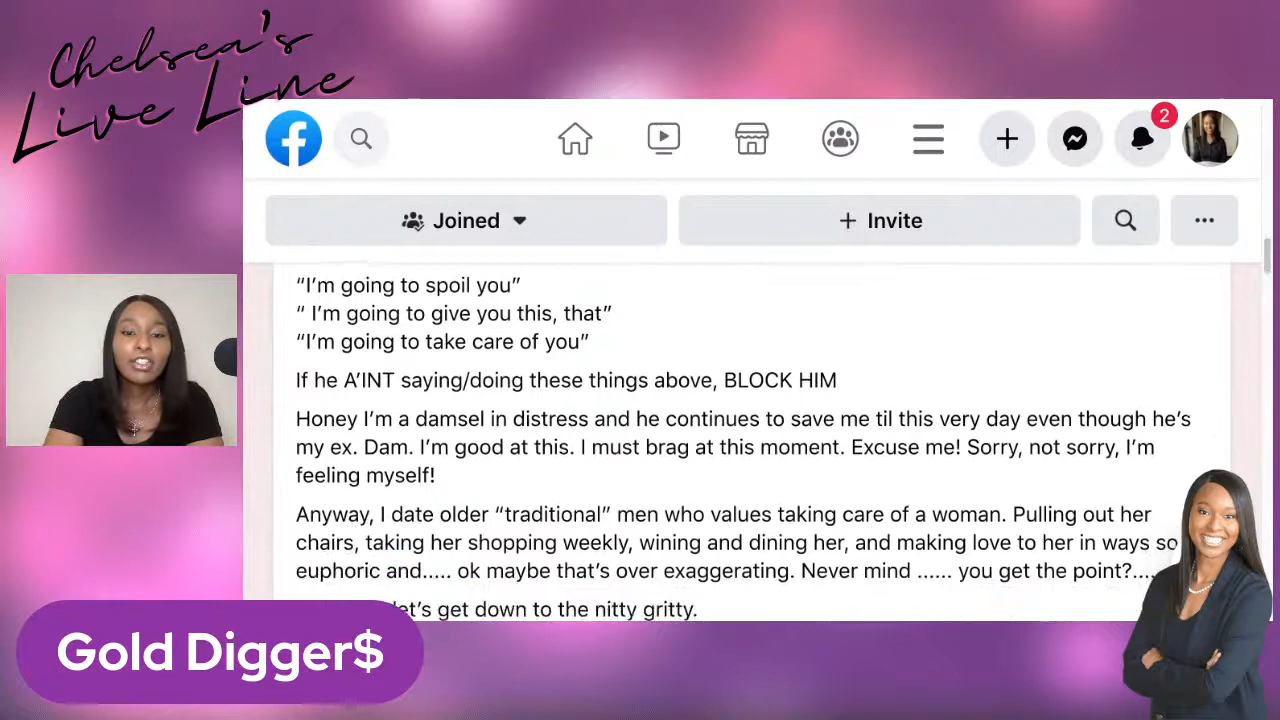 Chelsea's
Live Line
2
Joined
+ Invite
“I’m going to spoil you”
“ I’m going to give you this, that”
“I’m going to take care of you”
If he A’INT saying/doing these things above, BLOCK HIM
Honey I’m a damsel in distress and he continues to save me til this very day even though he’s
my ex. Dam. I’m good at this. I must brag at this moment. Excuse me! Sorry, not sorry, I’m
feeling myself!
Anyway, I date older “traditional” men who values taking care of a woman. Pulling out her
chairs, taking her shopping weekly, wining and dining her, and making love to her in ways so
euphoric and..... ok maybe that’s over exaggerating. Never mind ...... you get the point?....
let’s get down to the nitty gritty.
Gold Digger$